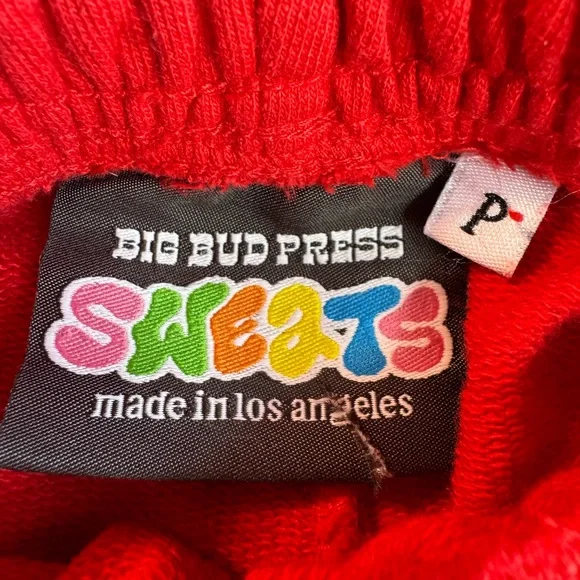 BIG BUD PRESS
SWEATS
made in los angeles
P